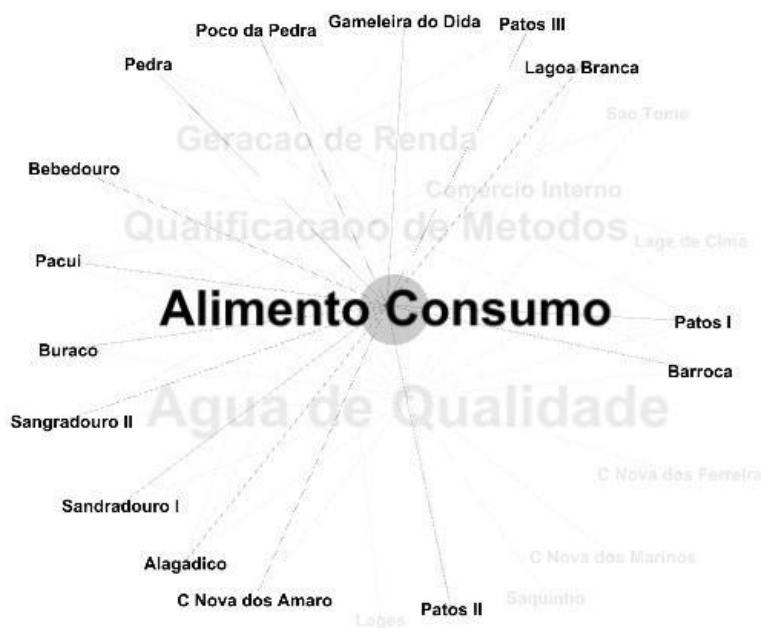 Gameleira do Dida
Patos III
Poco da Pedra
Pedra
Lagoa Branca
Sao Tome
Geracao de Renda
Bebedouro
Comercio Interno
Qualificacaoo de Metodos
Lage de Cima
Pacui
Alimento Consumo
Patos I
Buraco
Barroca
Agua de Qualidade
Sangradouro II
C Nova dos Ferreira
Sandradouro I
C Nova dos Marinos
Alagadico
C Nova dos Amaro
Saquinho
Patos II
Lages